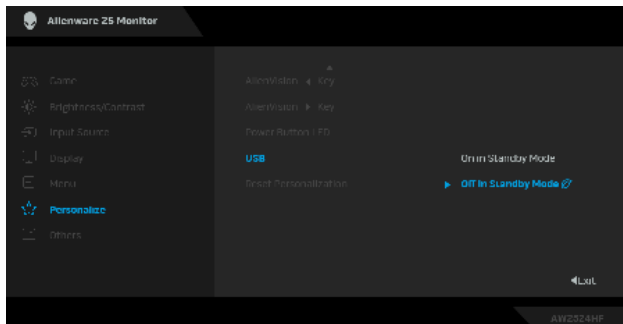 Alienware 25 Monitor
Game
AlienVision ◀ Key
Brightness/Contrast
AlienVision ▶ Key
Input Source
Power Button LED
Display
USB
On in Standby Mode
Menu
Reset Personalization
Off in Standby Mode
Personalize
Others
Exit
AW2524HF